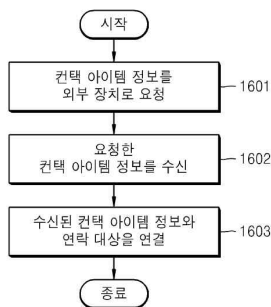 시작
컨택 아이템 정보를
외부 장치로 요청
1601
요청한
컨택 아이템 정보를 수신
1602
수신된 컨택 아이템 정보와
연락 대상을 연결
1603
종료